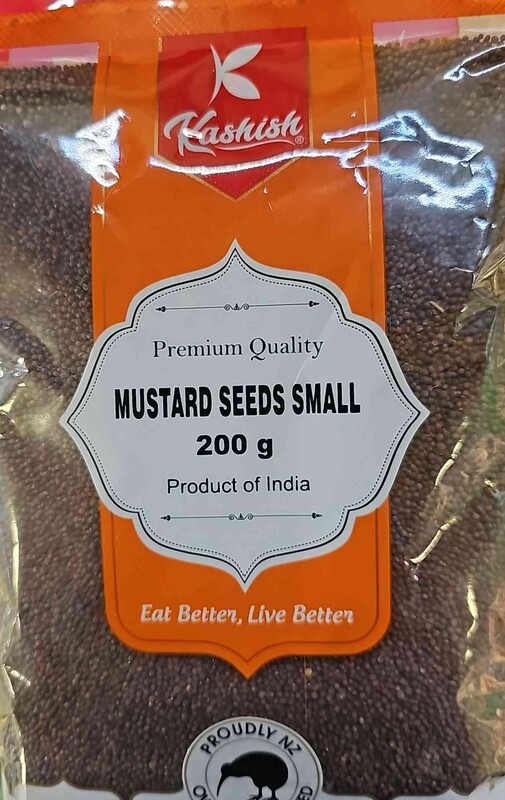 Kashish®
Premium Quality
MUSTARD SEEDS SMALL
200 g
Product of India
Eat Better, Live Better
PROUDLY NZ